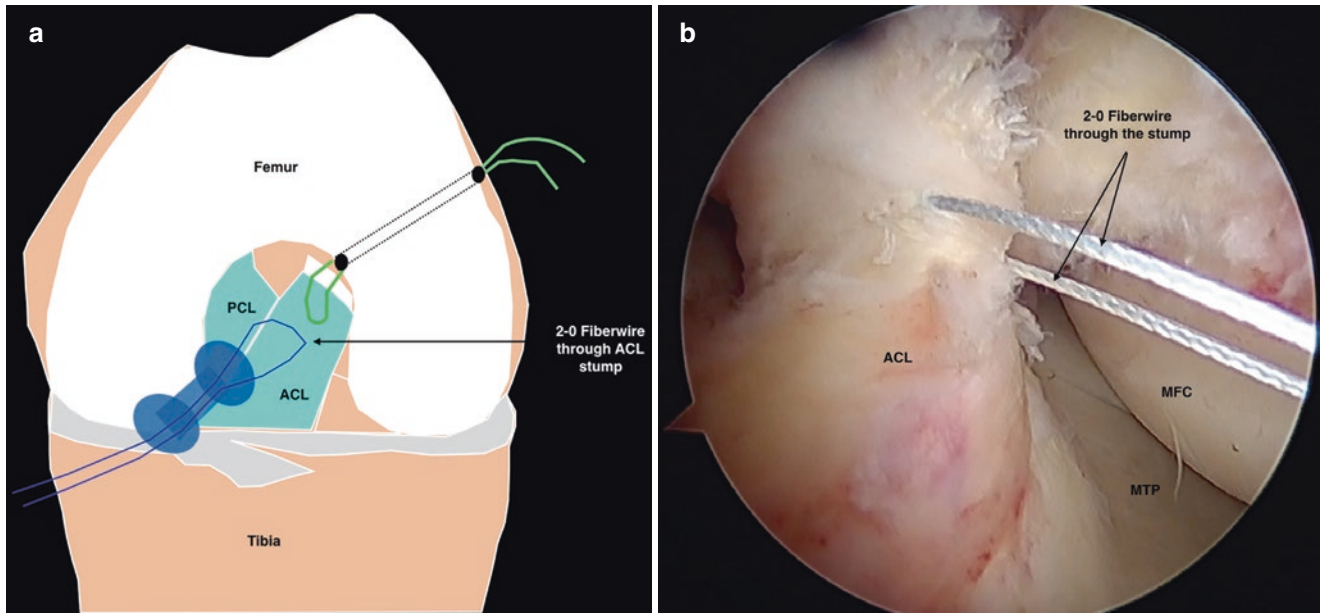 a
Femur
PCL
ACL
2-0 Fiberwire
through ACL
stump
Tibia
b
2-0 Fiberwire
through the stump
ACL
MFC
MTP